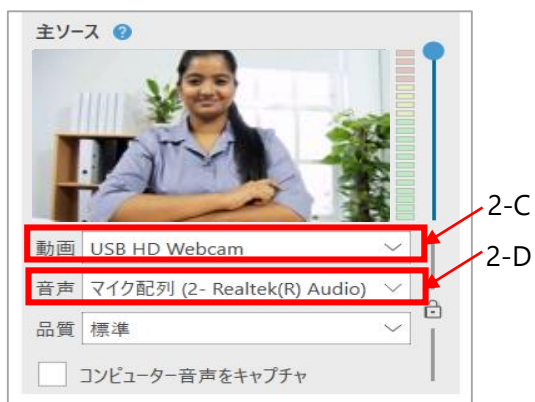 主ソース ?
2-C
動画 USB HD Webcam
2-D
音声 マイク配列 (2- Realtek(R) Audio)
品質 標準
コンピューター音声をキャプチャ